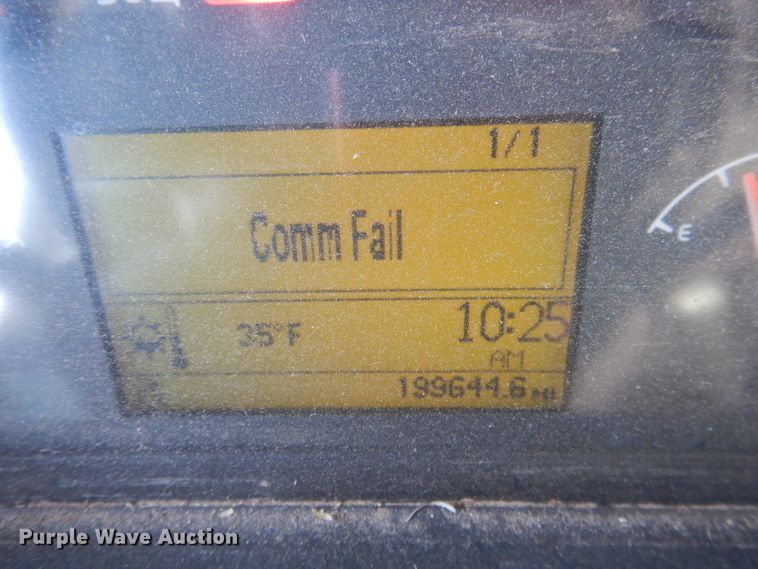 1/1
Comm Fail
35°F 10:25
AM
199644.6 mi
E
Purple Wave Auction®